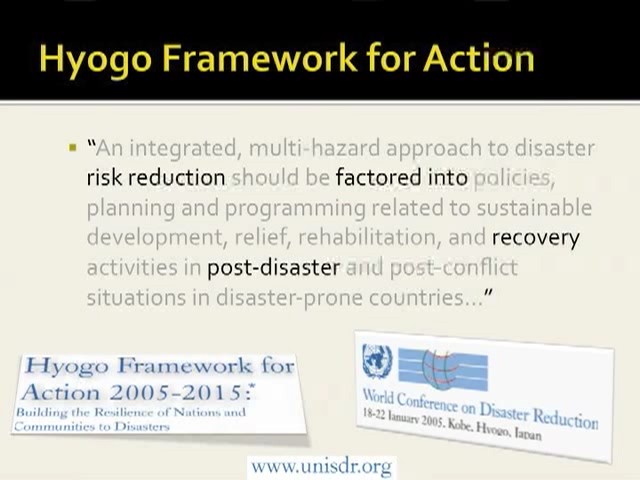 Hyogo Framework for Action
“An integrated, multi-hazard approach to disaster
risk reduction should be factored into policies,
planning and programming related to sustainable
development, relief, rehabilitation, and recovery
activities in post-disaster and post-conflict
situations in disaster-prone countries…”
Hyogo Framework for
Action 2005-2015:*
Building the Resilience of Nations and
Communities to Disasters
World Conference on Disaster Reduction
18-22 January 2005, Kobe, Hyogo, Japan
www.unisdr.org